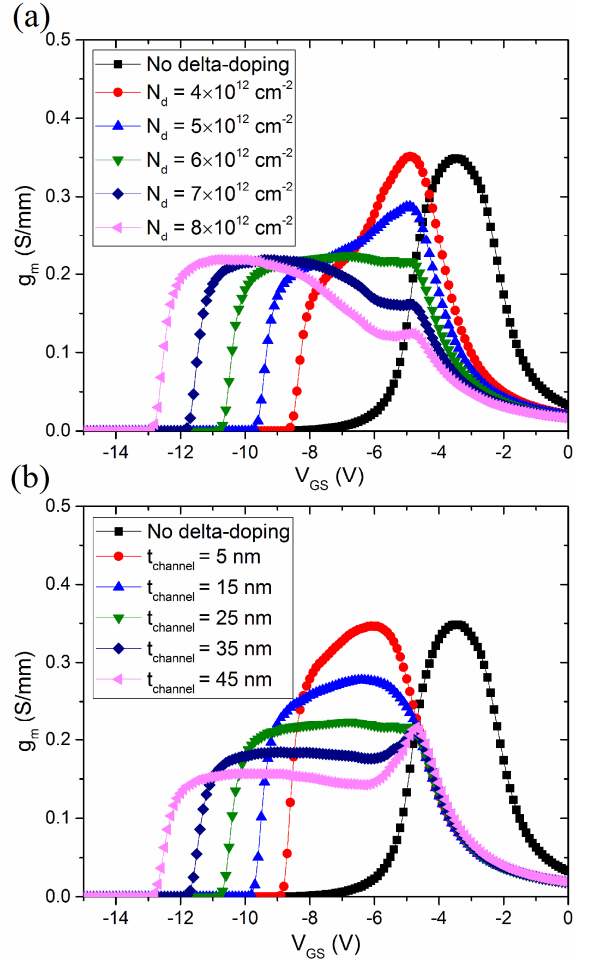 (a)
0.5
0.4
0.3
0.2
0.1
0.0
g_m (S/mm)
No delta-doping
N_d = 4×10^12 cm^-2
N_d = 5×10^12 cm^-2
N_d = 6×10^12 cm^-2
N_d = 7×10^12 cm^-2
N_d = 8×10^12 cm^-2
-14 -12 -10 -8 -6 -4 -2 0
V_GS (V)
(b)
0.5
0.4
0.3
0.2
0.1
0.0
g_m (S/mm)
No delta-doping
t_channel = 5 nm
t_channel = 15 nm
t_channel = 25 nm
t_channel = 35 nm
t_channel = 45 nm
-14 -12 -10 -8 -6 -4 -2 0
V_GS (V)